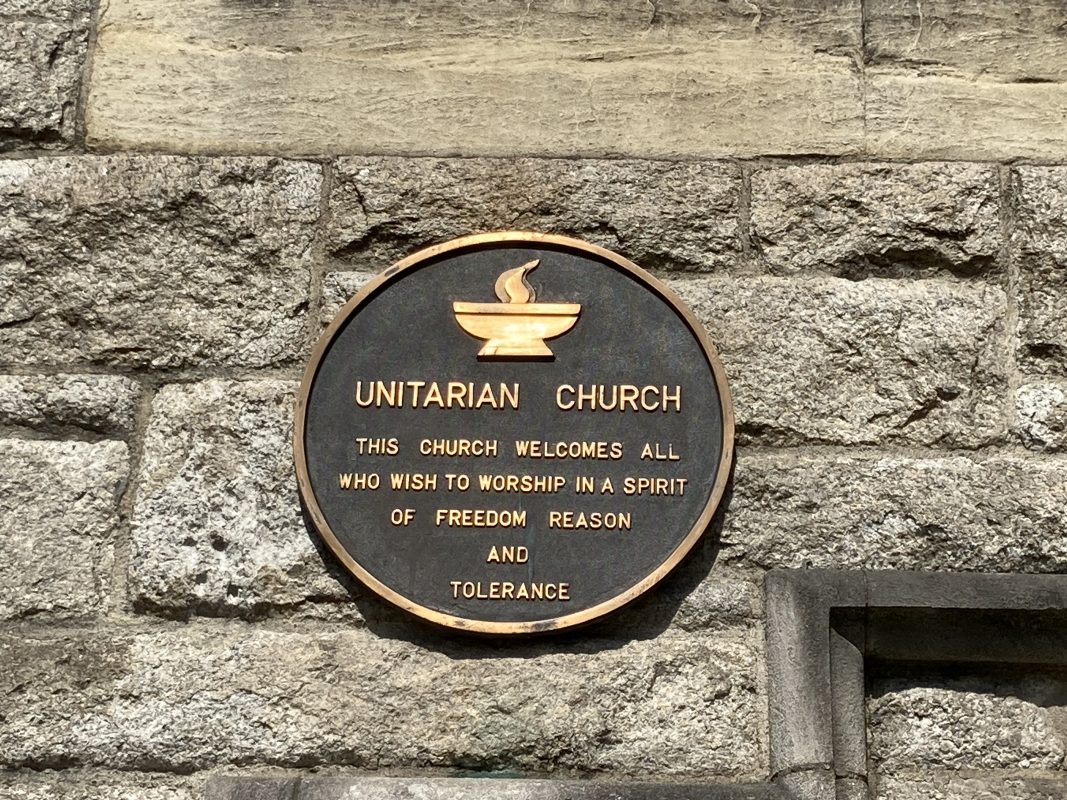 UNITARIAN CHURCH
THIS CHURCH WELCOMES ALL
WHO WISH TO WORSHIP IN A SPIRIT
OF FREEDOM REASON
AND
TOLERANCE